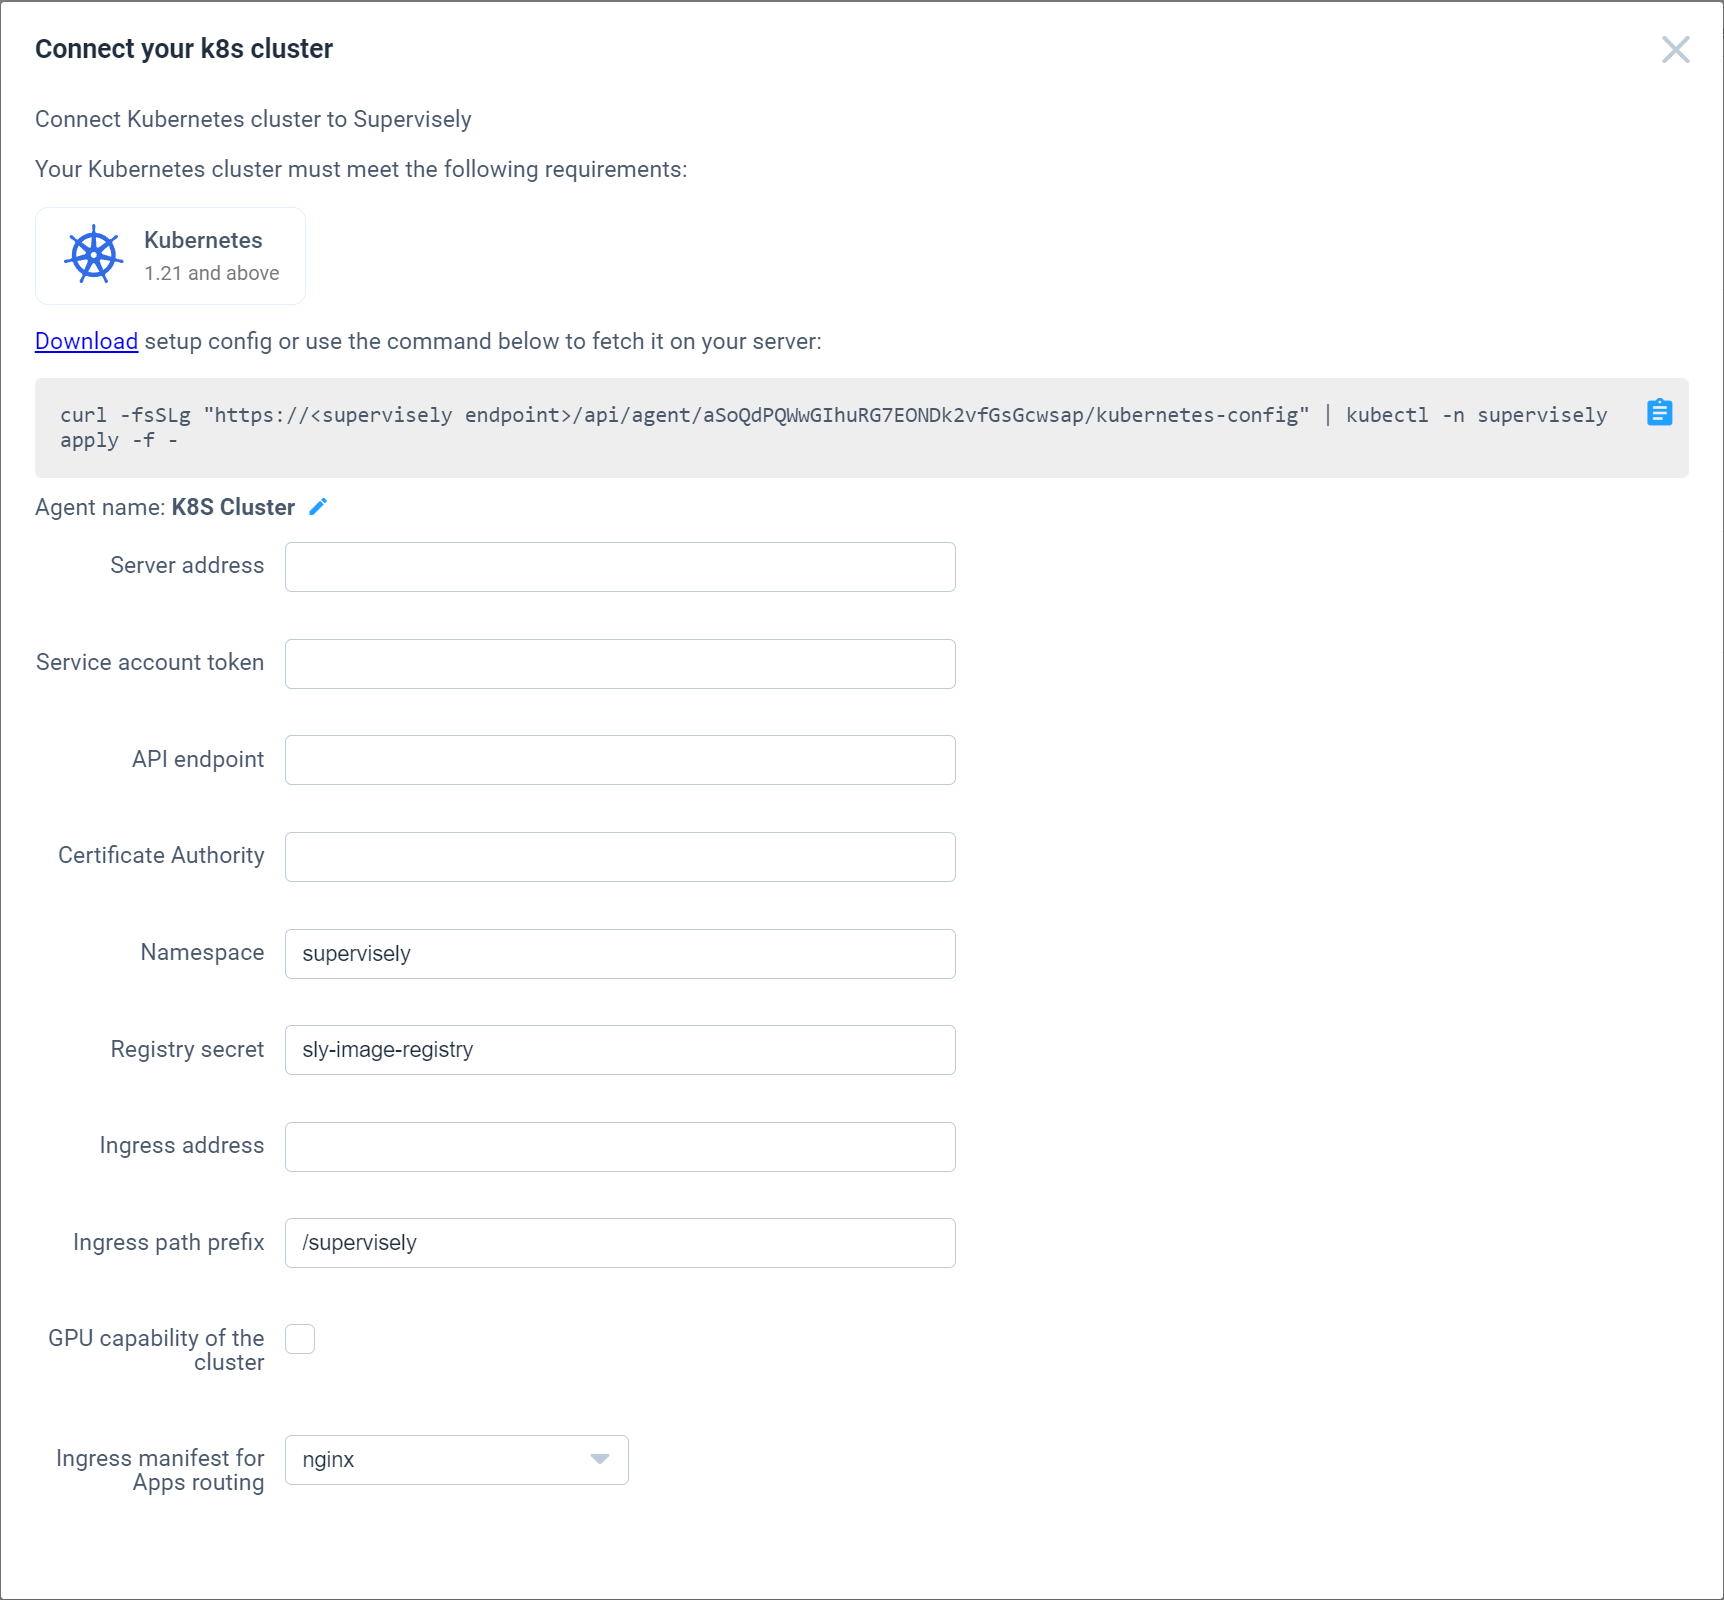 Connect your k8s cluster
Connect Kubernetes cluster to Supervisely
Your Kubernetes cluster must meet the following requirements:
Kubernetes
1.21 and above
Download setup config or use the command below to fetch it on your server:
curl -fsSLg "https://<supervisely endpoint>/api/agent/aSoQdPQWwGIhuRG7EONDk2vfGsGcwsap/kubernetes-config" | kubectl -n supervisely
apply -f -
Agent name: K8S Cluster
Server address
Service account token
API endpoint
Certificate Authority
Namespace supervisely
Registry secret sly-image-registry
Ingress address
Ingress path prefix /supervisely
GPU capability of the
cluster
Ingress manifest for
Apps routing
nginx